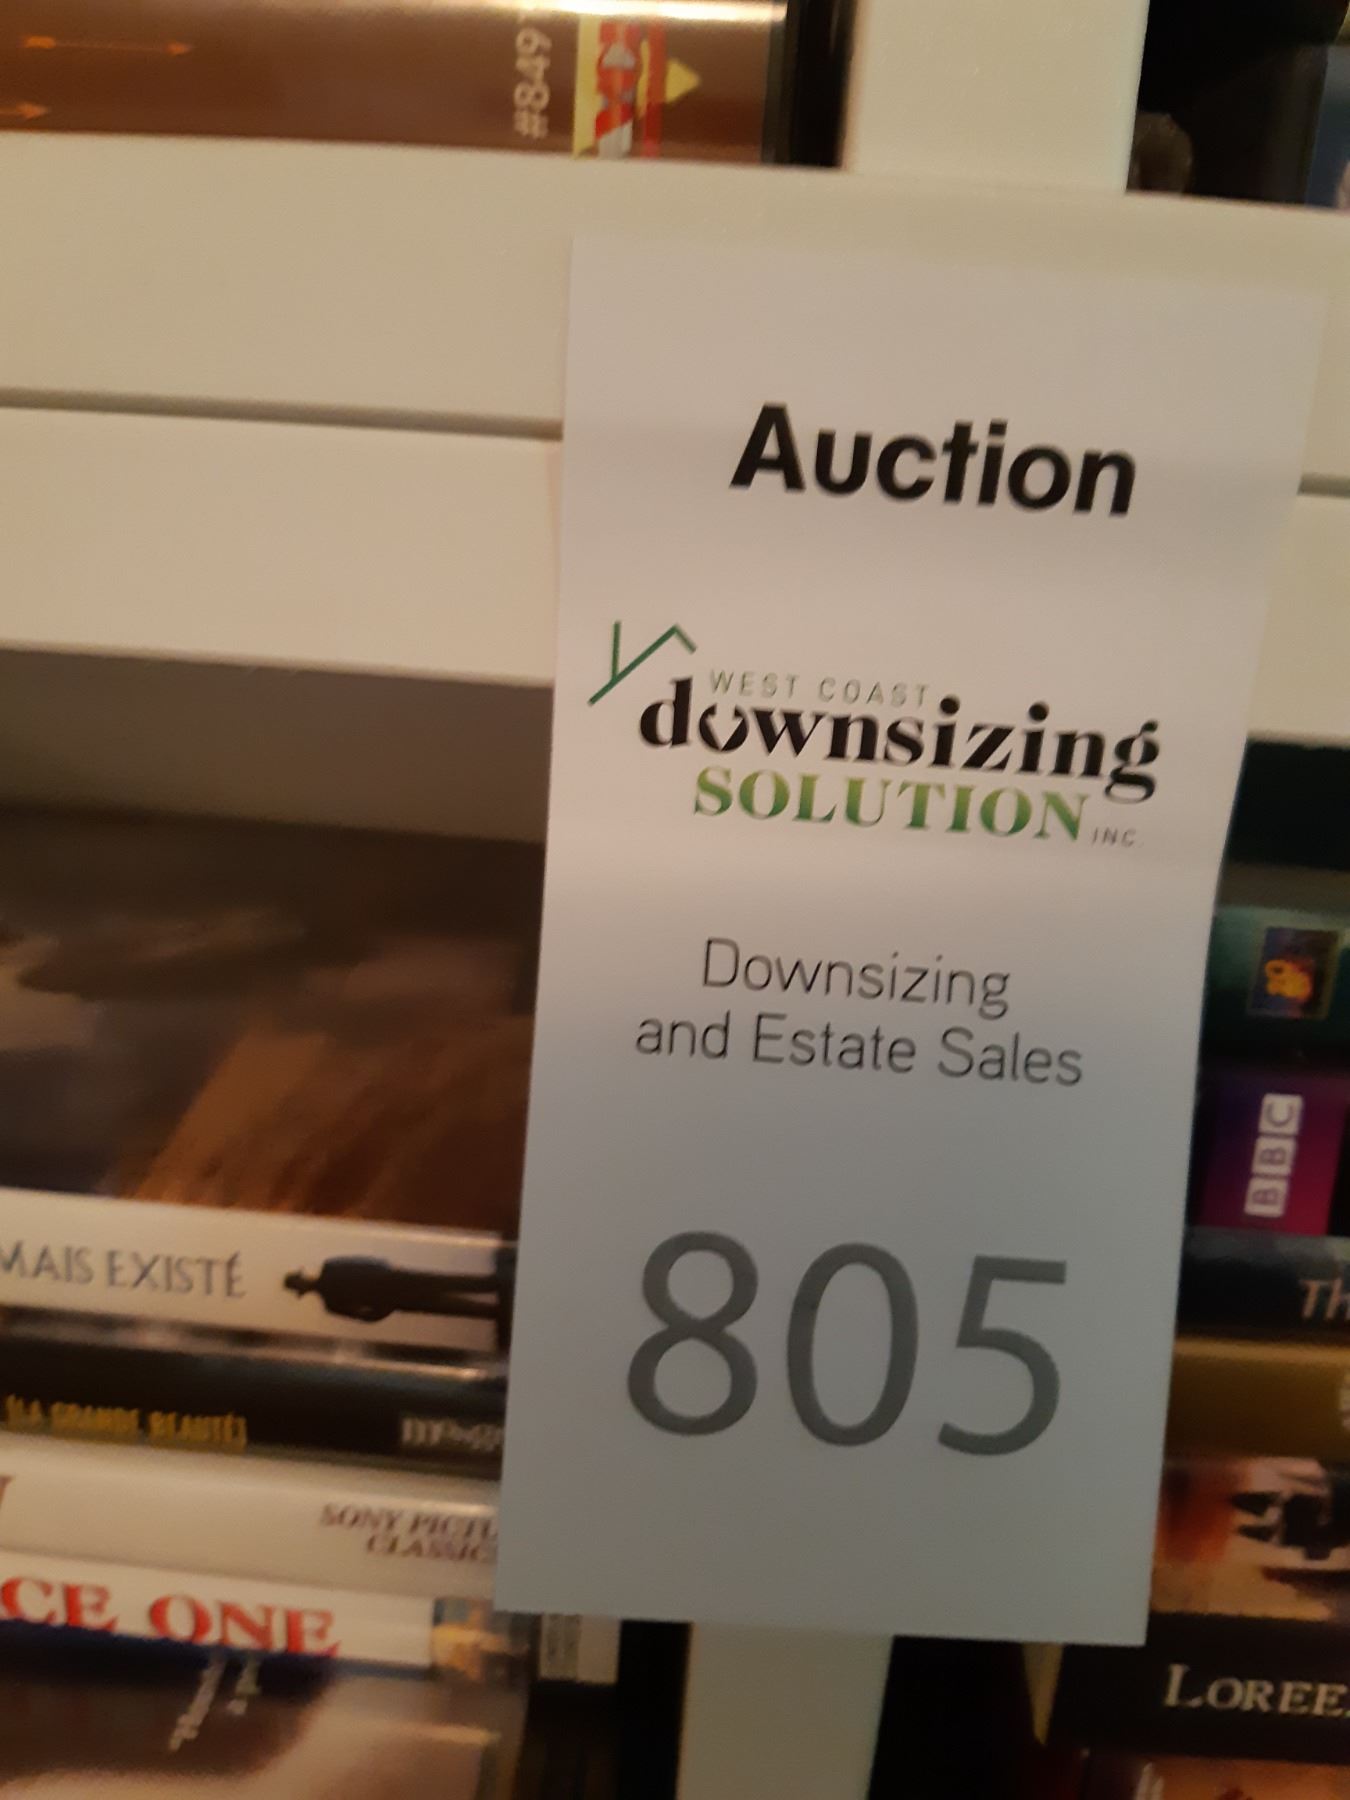 #849
Auction
WEST COAST
downsizing
SOLUTION INC.
Downsizing
and Estate Sales
805
MAIS EXISTÉ
(LA GRANDE BEAUTÉ)
SONY
CLASSIC
CE ONE
BBC
Th
LOREE